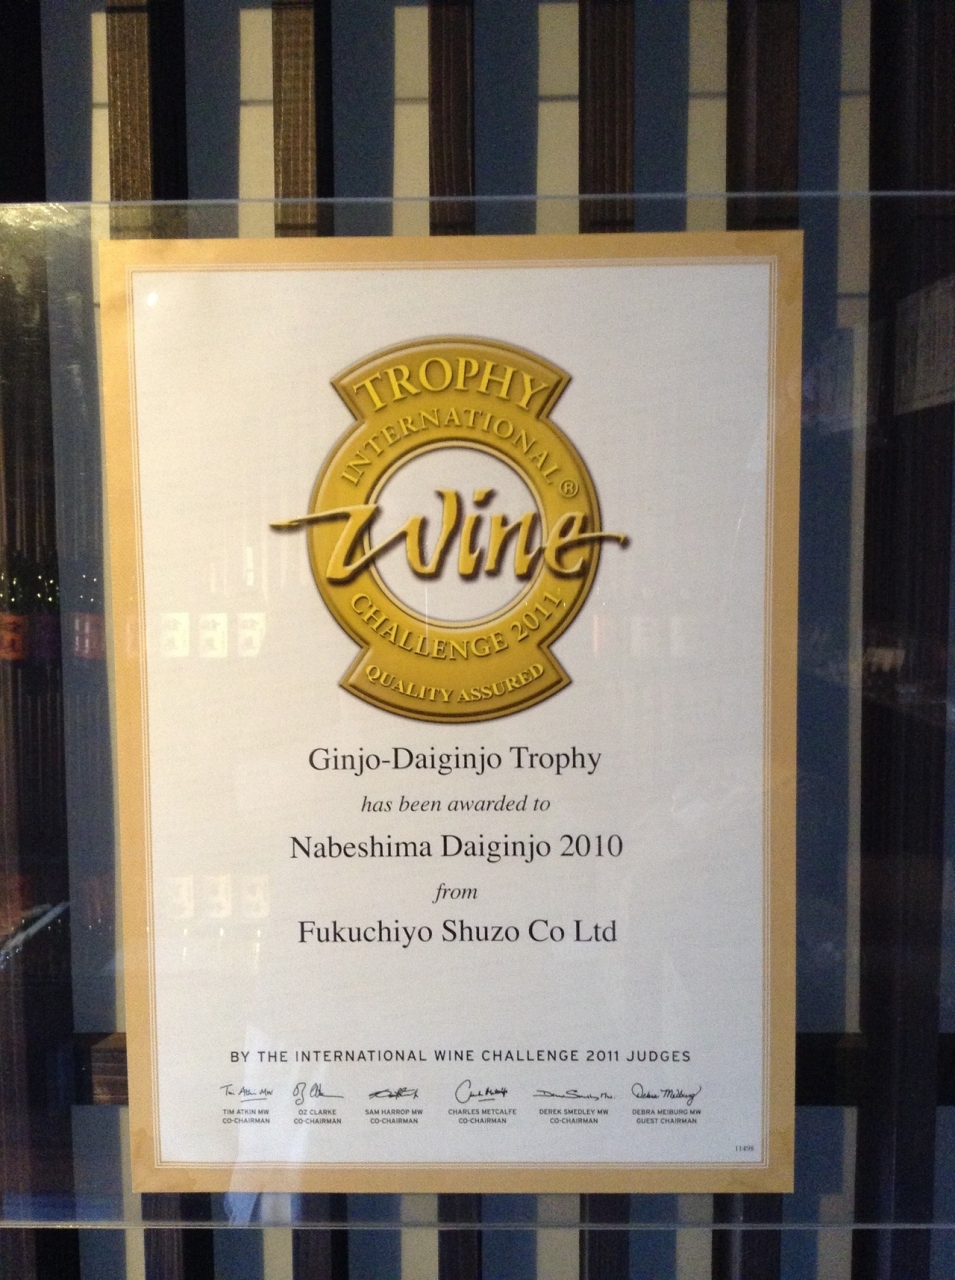 TROPHY
INTERNATIONAL ®
Wine
CHALLENGE 2011
QUALITY ASSURED
Ginjo-Daiginjo Trophy
has been awarded to
Nabeshima Daiginjo 2010
from
Fukuchiyo Shuzo Co Ltd
BY THE INTERNATIONAL WINE CHALLENGE 2011 JUDGES
TIM ATKIN MW OZ CLARKE SAM HARROP MW CHARLES METCALFE DEREK SMEDLEY MW DEBRA MEIBURG MW
CO-CHAIRMAN CO-CHAIRMAN CO-CHAIRMAN CO-CHAIRMAN CO-CHAIRMAN GUEST CHAIRMAN
11498